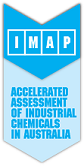 IMAP
ACCELERATED
ASSESSMENT
OF INDUSTRIAL
CHEMICALS
IN AUSTRALIA